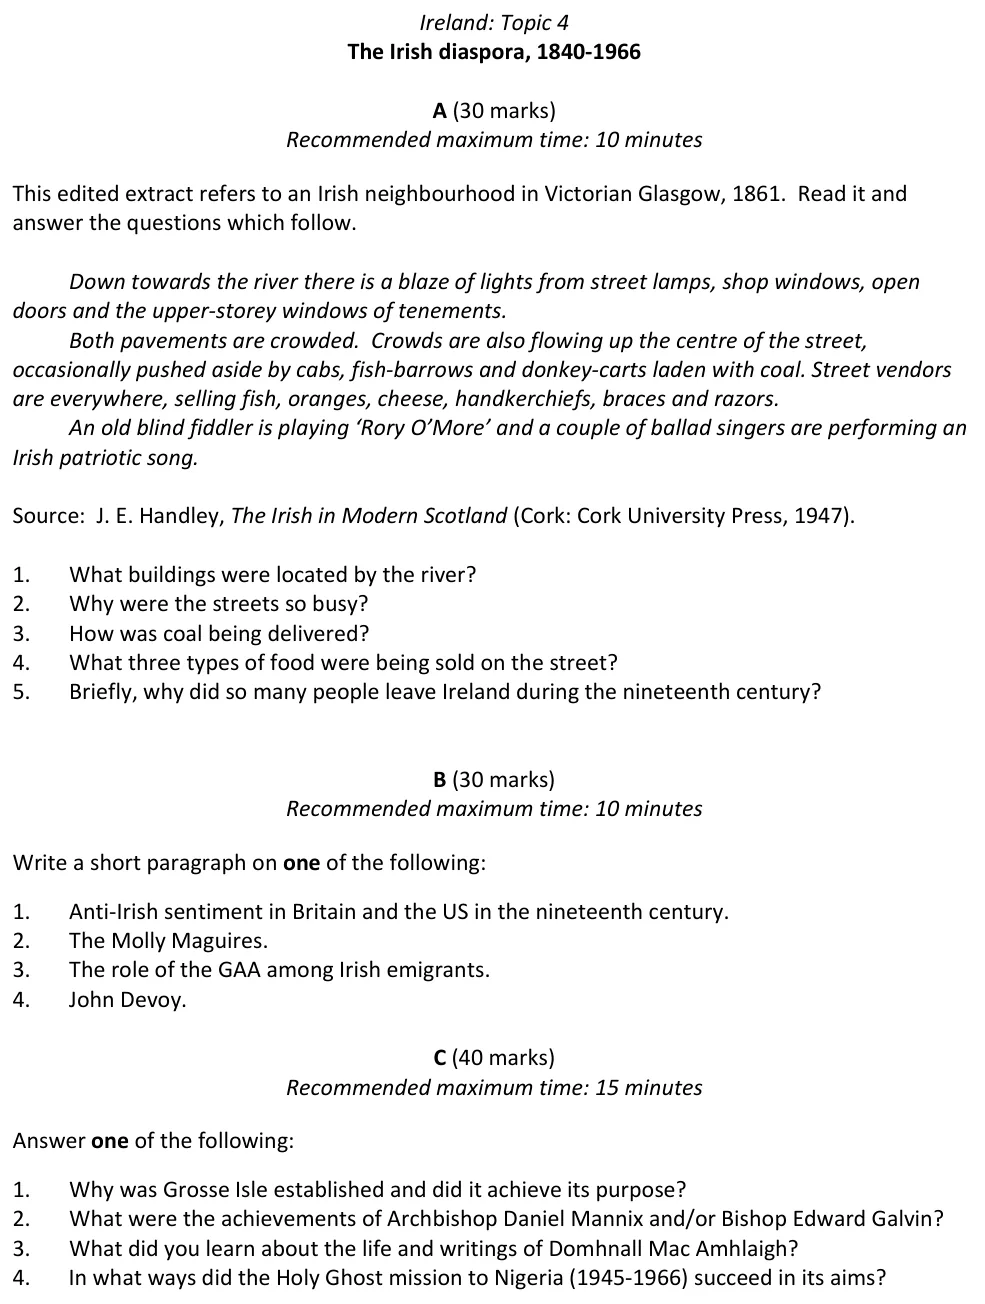 Ireland: Topic 4
The Irish diaspora, 1840-1966
A (30 marks)
Recommended maximum time: 10 minutes
This edited extract refers to an Irish neighbourhood in Victorian Glasgow, 1861.  Read it and
answer the questions which follow.
Down towards the river there is a blaze of lights from street lamps, shop windows, open
doors and the upper-storey windows of tenements.
Both pavements are crowded.  Crowds are also flowing up the centre of the street,
occasionally pushed aside by cabs, fish-barrows and donkey-carts laden with coal. Street vendors
are everywhere, selling fish, oranges, cheese, handkerchiefs, braces and razors.
An old blind fiddler is playing ‘Rory O’More’ and a couple of ballad singers are performing an
Irish patriotic song.
Source:  J. E. Handley, The Irish in Modern Scotland (Cork: Cork University Press, 1947).
1. What buildings were located by the river?
2. Why were the streets so busy?
3. How was coal being delivered?
4. What three types of food were being sold on the street?
5. Briefly, why did so many people leave Ireland during the nineteenth century?
B (30 marks)
Recommended maximum time: 10 minutes
Write a short paragraph on one of the following:
1. Anti-Irish sentiment in Britain and the US in the nineteenth century.
2. The Molly Maguires.
3. The role of the GAA among Irish emigrants.
4. John Devoy.
C (40 marks)
Recommended maximum time: 15 minutes
Answer one of the following:
1. Why was Grosse Isle established and did it achieve its purpose?
2. What were the achievements of Archbishop Daniel Mannix and/or Bishop Edward Galvin?
3. What did you learn about the life and writings of Domhnall Mac Amhlaigh?
4. In what ways did the Holy Ghost mission to Nigeria (1945-1966) succeed in its aims?